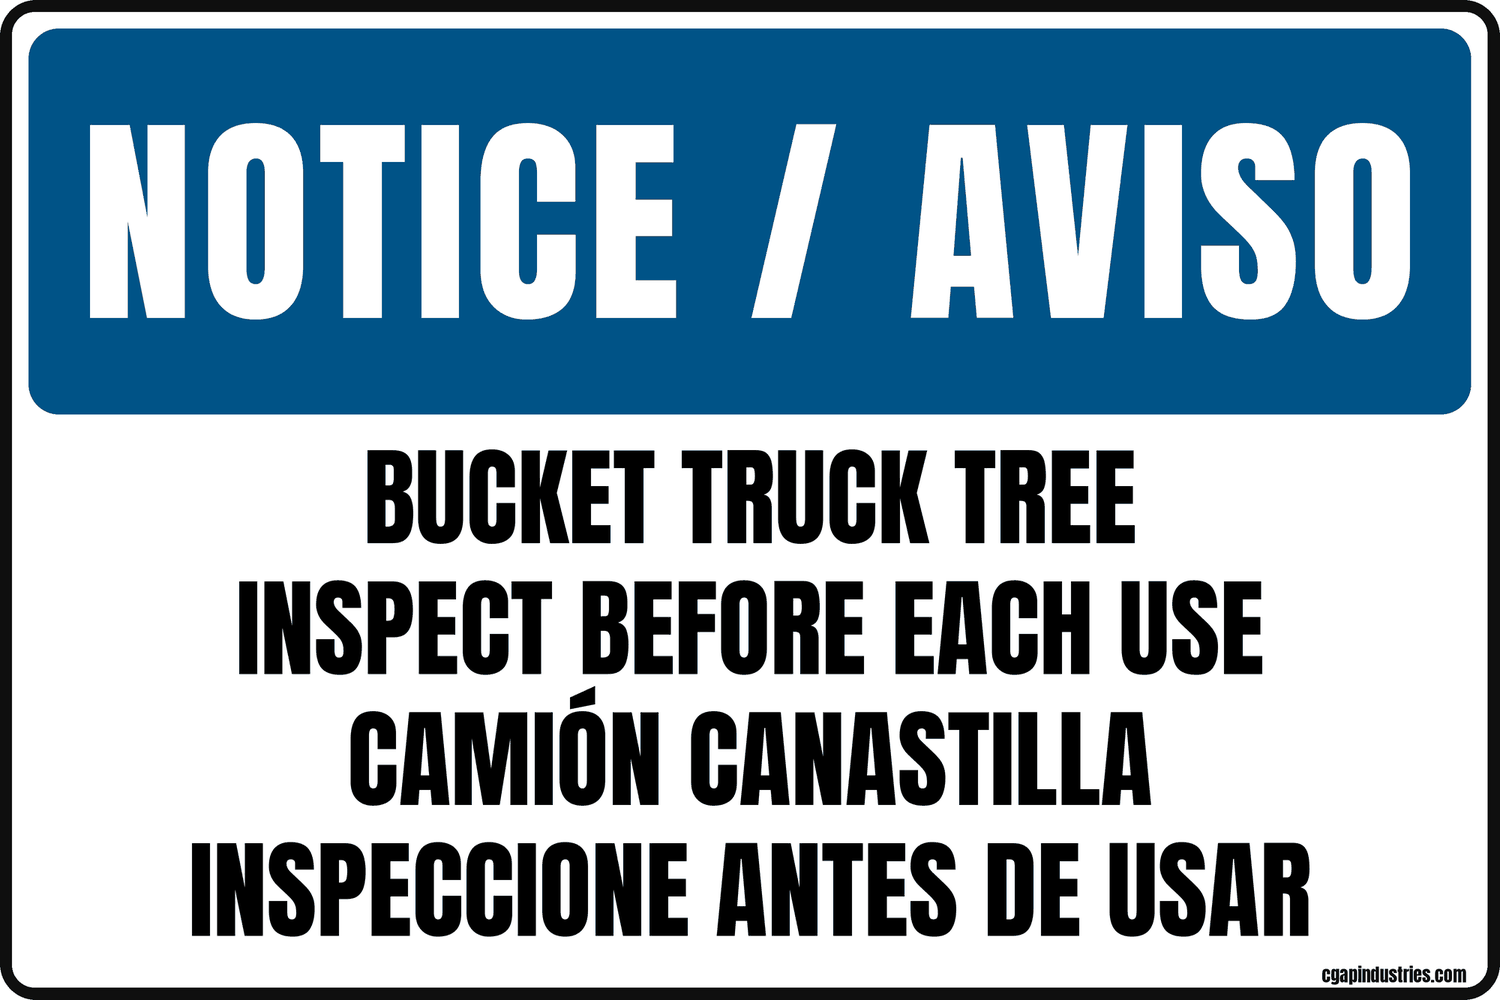 NOTICE / AVISO
BUCKET TRUCK TREE
INSPECT BEFORE EACH USE
CAMIÓN CANASTILLA
INSPECCIONE ANTES DE USAR
cgapindustries.com